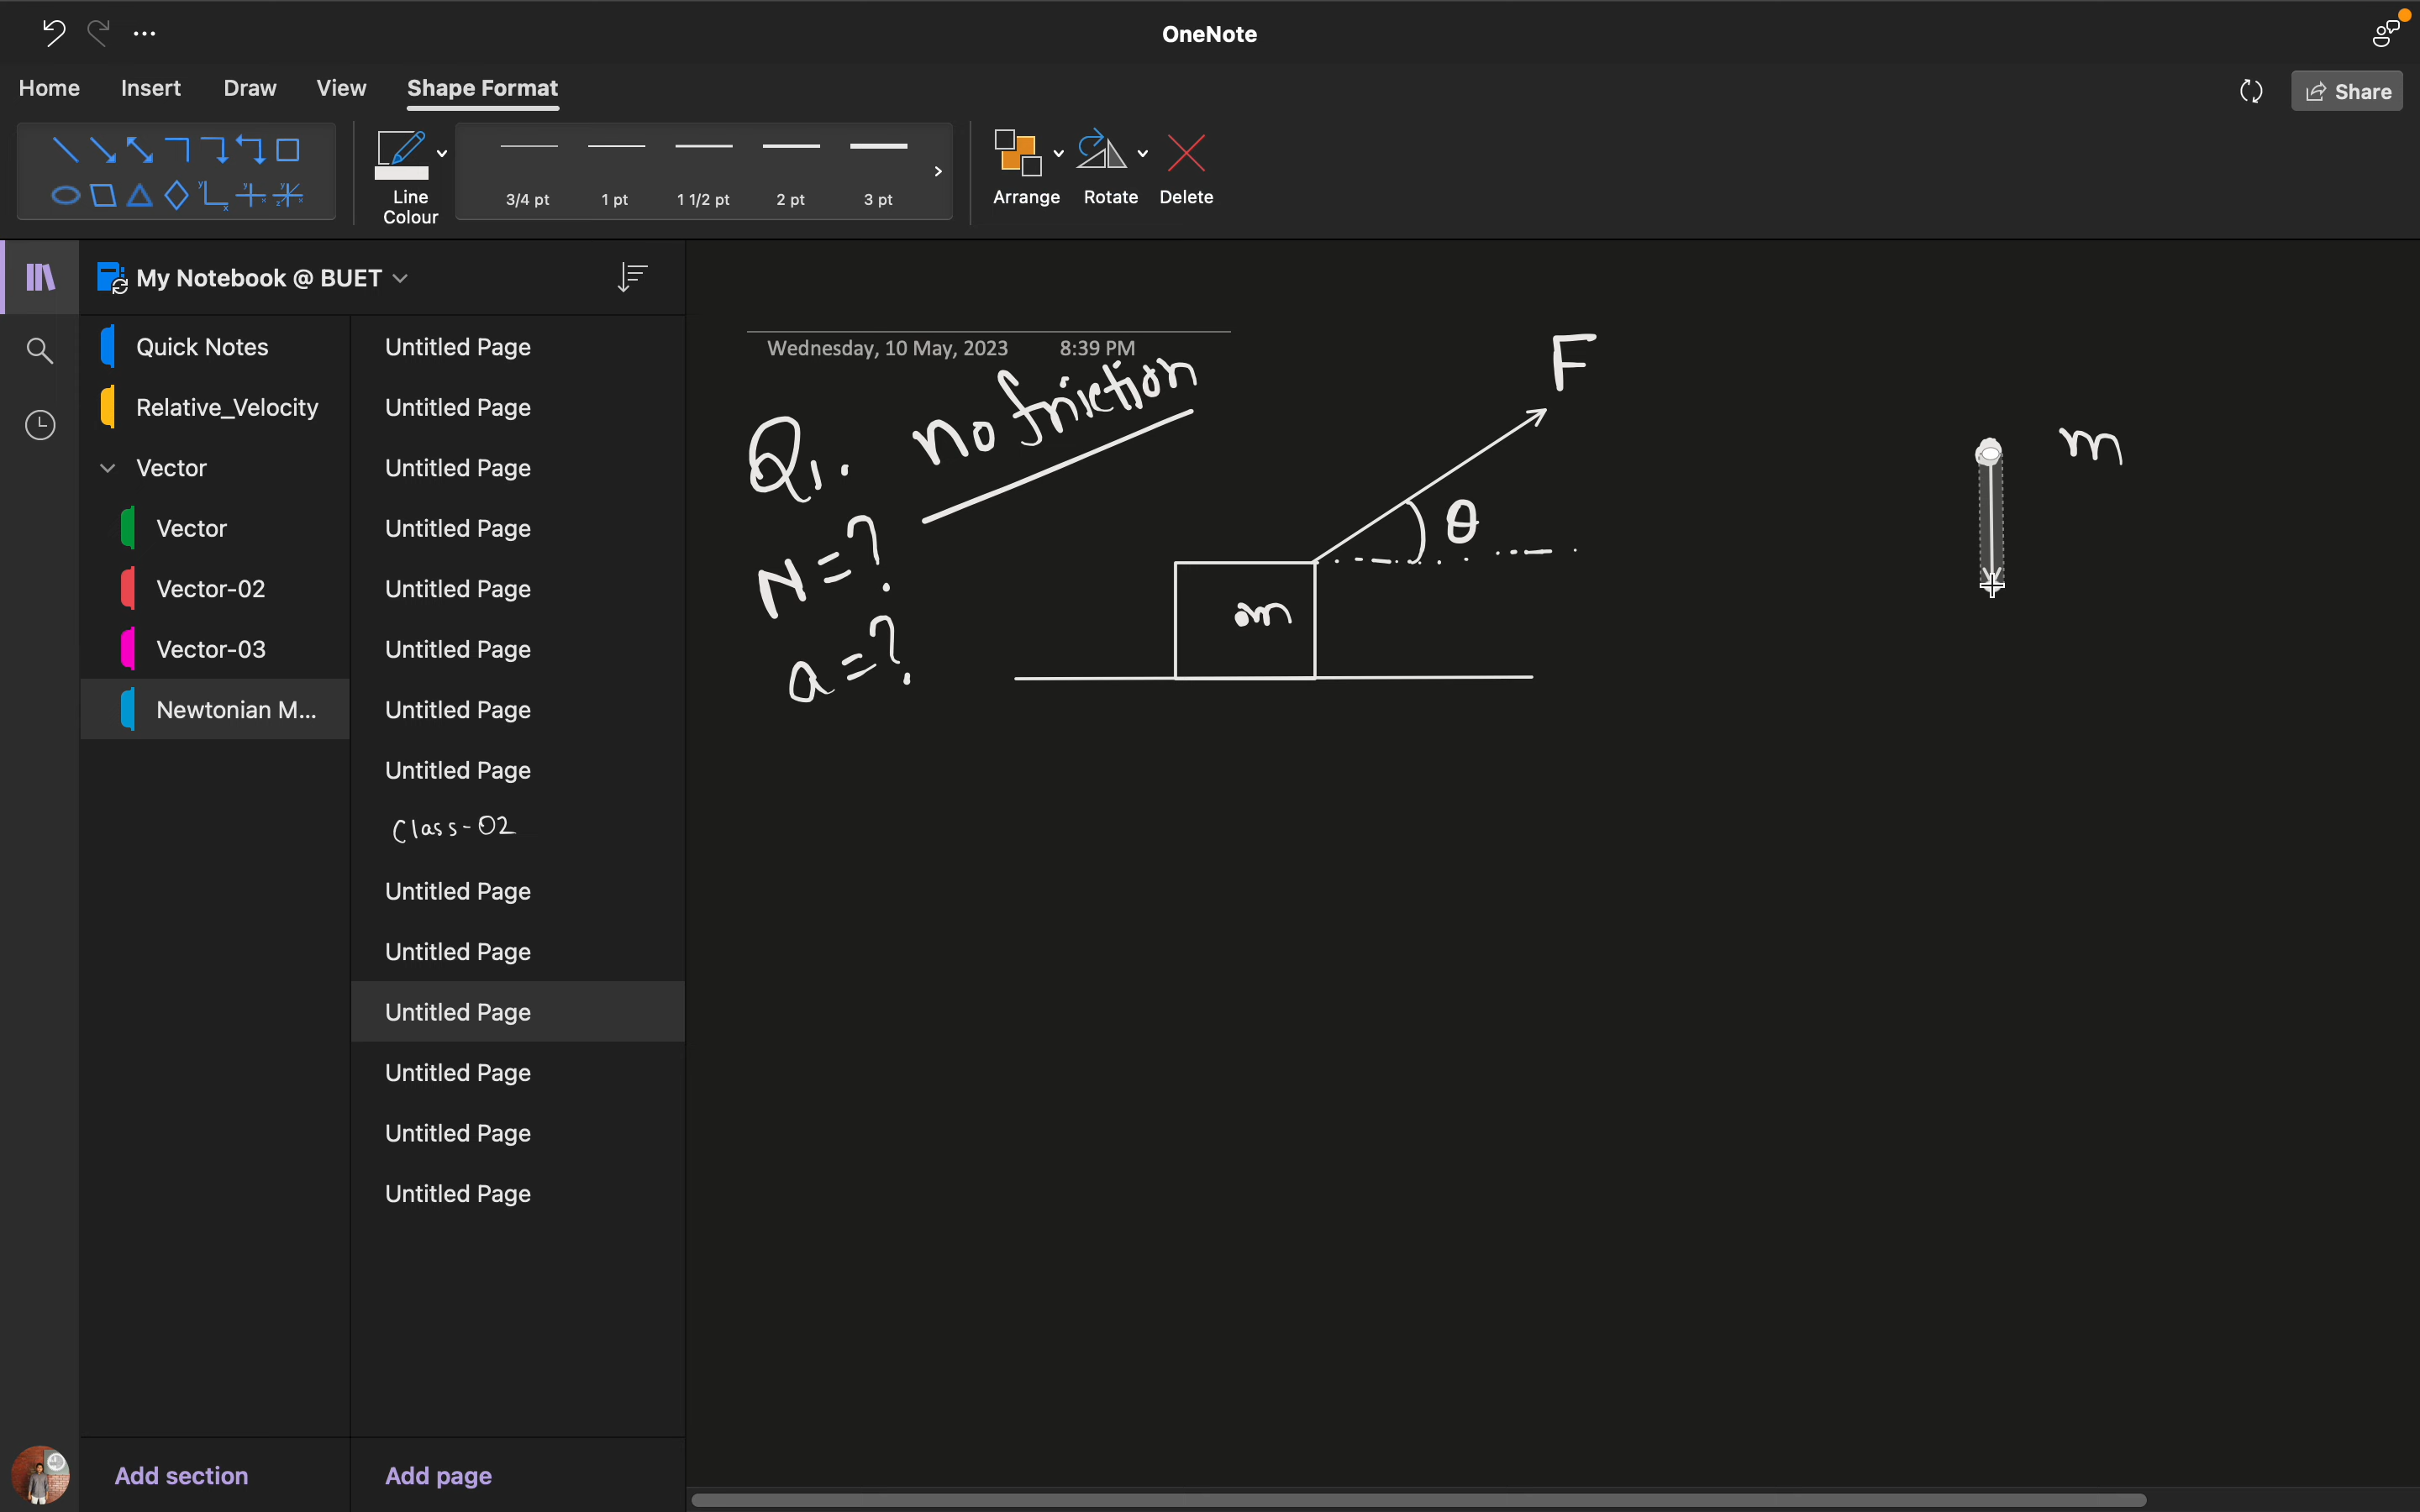 OneNote
Home Insert Draw View Shape Format
Share
3/4 pt 1 pt 1 1/2 pt 2 pt 3 pt
Line
Colour
Arrange Rotate Delete
My Notebook @ BUET
Quick Notes
Relative_Velocity
Vector
Vector
Vector-02
Vector-03
Newtonian M...
Add section
Untitled Page
Untitled Page
Untitled Page
Untitled Page
Untitled Page
Untitled Page
Untitled Page
Untitled Page
Class-02
Untitled Page
Untitled Page
Untitled Page
Untitled Page
Untitled Page
Untitled Page
Add page
Wednesday, 10 May, 2023 8:39 PM
Q1. no friction
N=?
a=?
F
θ
m
m